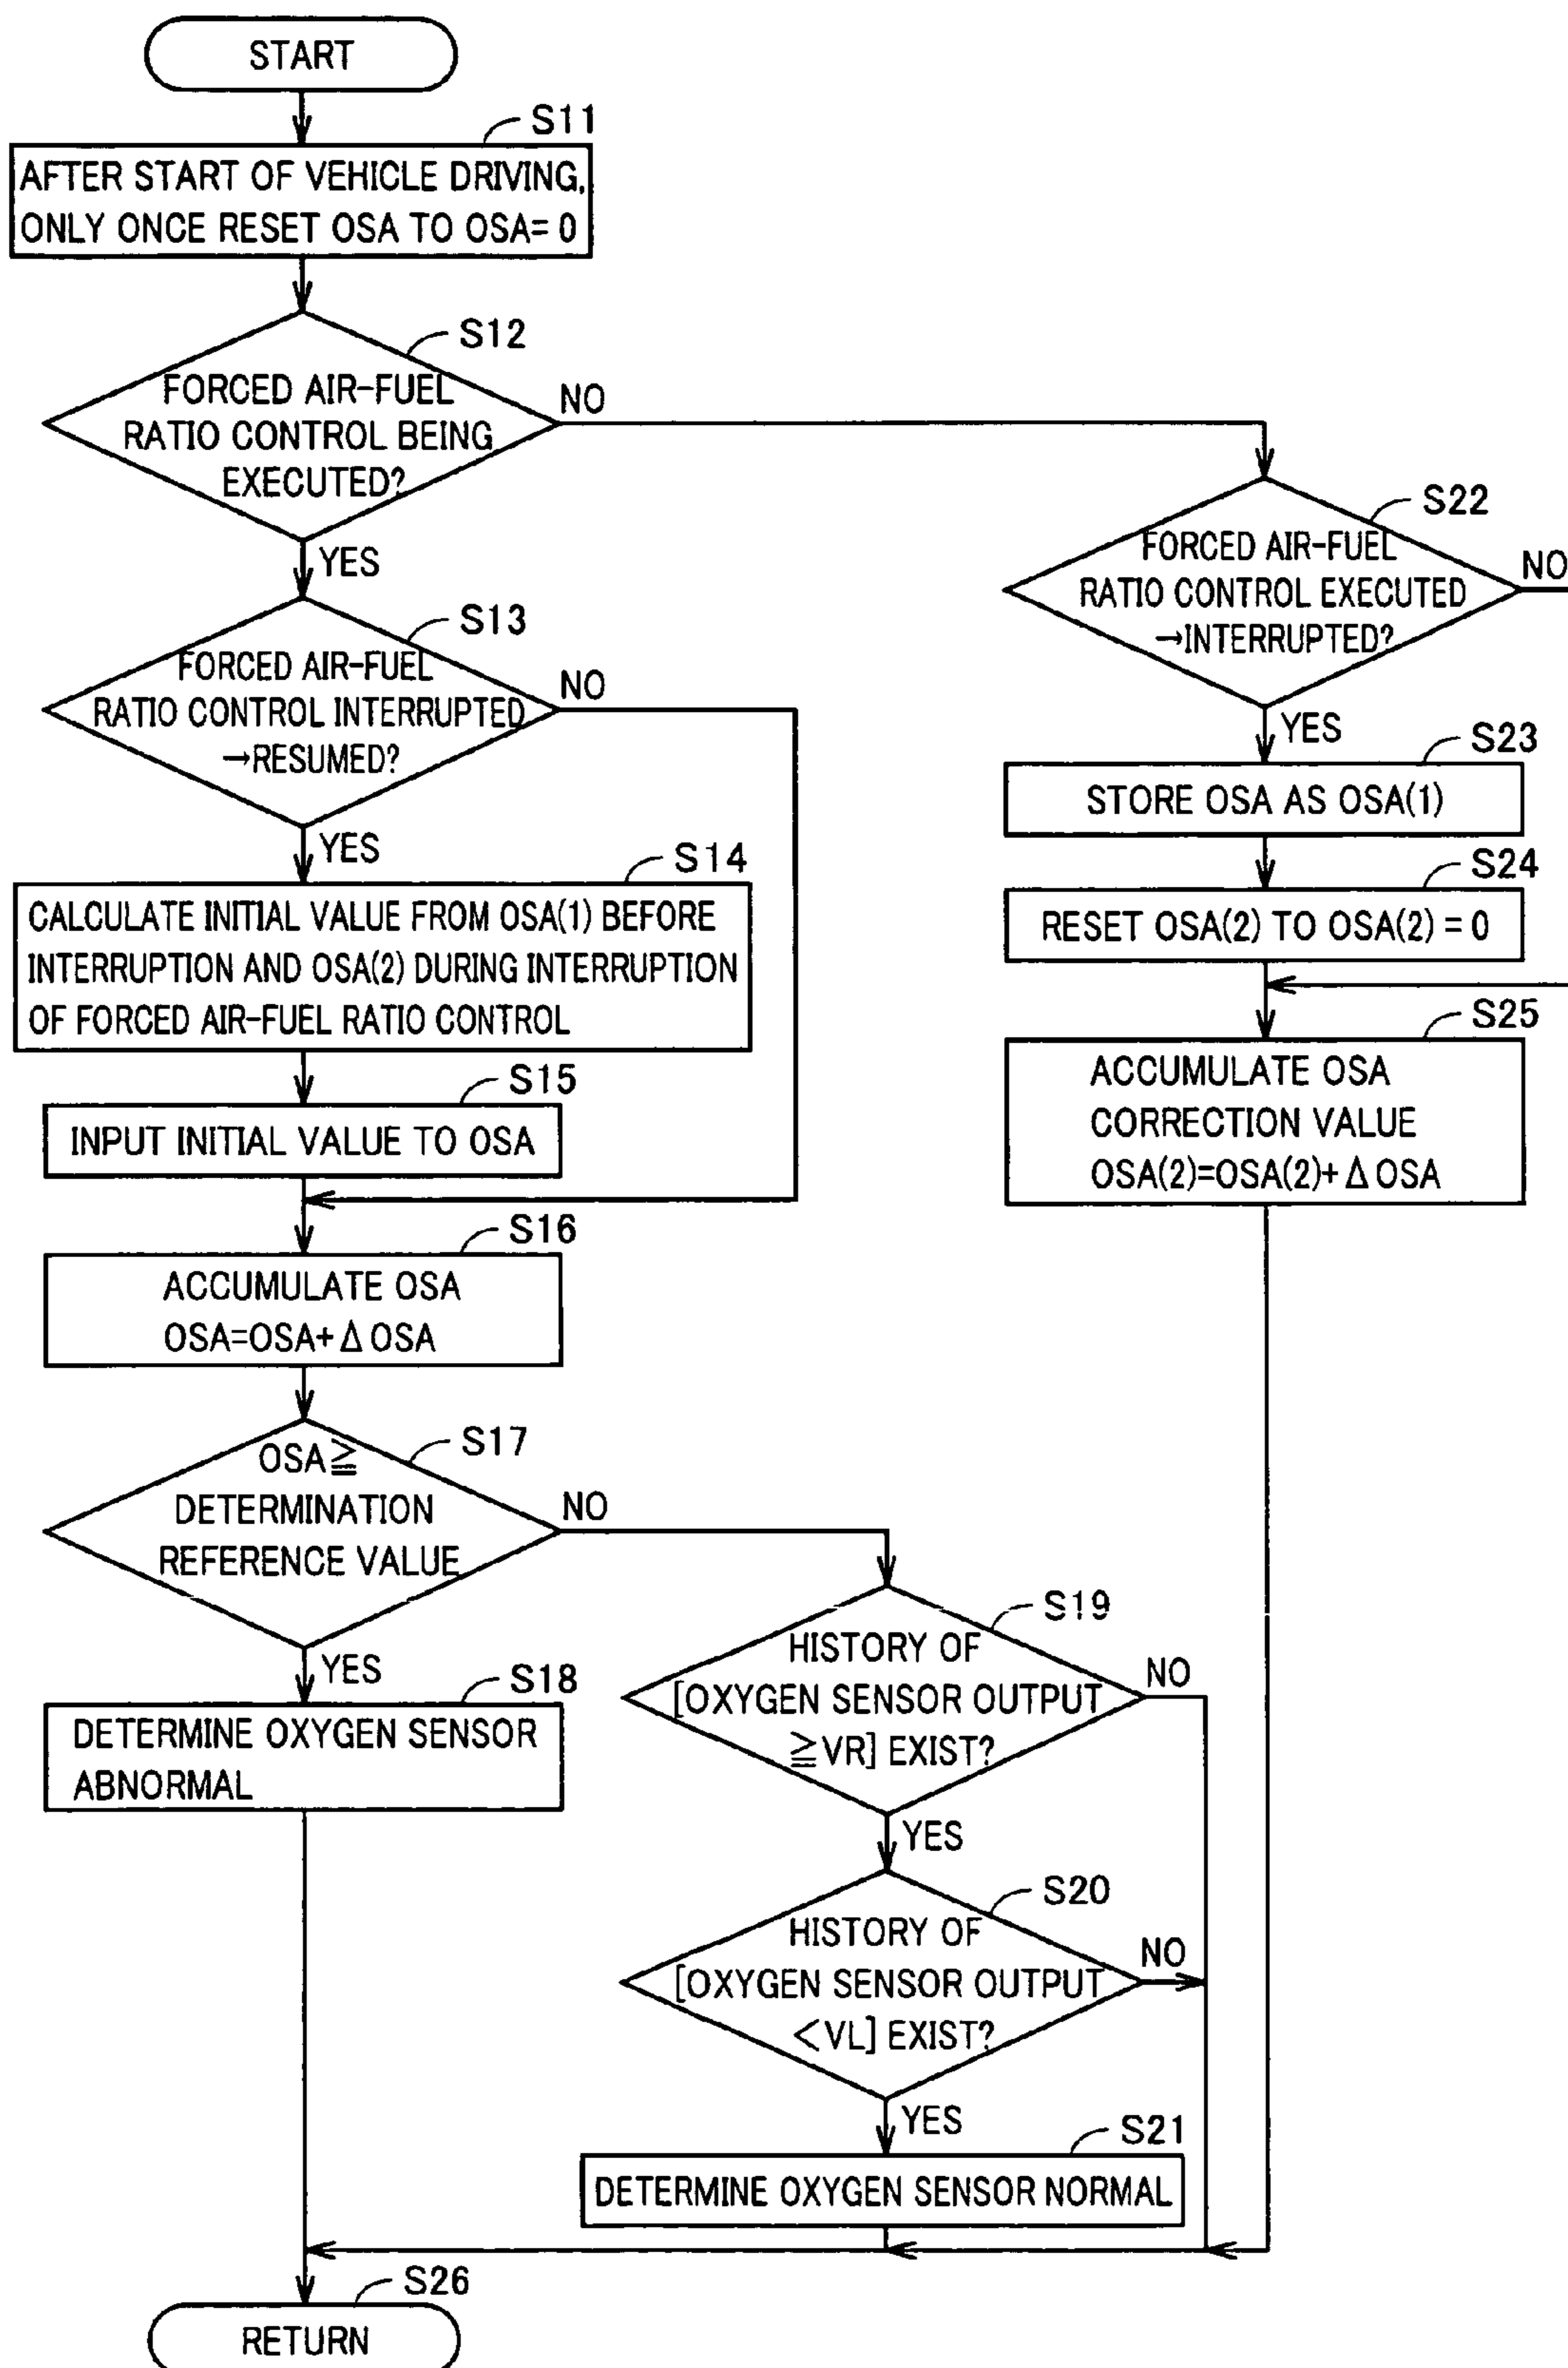 START
S11
AFTER START OF VEHICLE DRIVING,
ONLY ONCE RESET OSA TO OSA= 0
S12
FORCED AIR-FUEL
RATIO CONTROL BEING
EXECUTED?
NO
YES
S13
FORCED AIR-FUEL
RATIO CONTROL INTERRUPTED
→RESUMED?
NO
YES
S14
CALCULATE INITIAL VALUE FROM OSA(1) BEFORE
INTERRUPTION AND OSA(2) DURING INTERRUPTION
OF FORCED AIR-FUEL RATIO CONTROL
S15
INPUT INITIAL VALUE TO OSA
S16
ACCUMULATE OSA
OSA=OSA+Δ OSA
S17
OSA≧
DETERMINATION
REFERENCE VALUE
NO
YES
S18
DETERMINE OXYGEN SENSOR
ABNORMAL
S19
HISTORY OF
[OXYGEN SENSOR OUTPUT
≧VR] EXIST?
NO
YES
S20
HISTORY OF
[OXYGEN SENSOR OUTPUT
<VL] EXIST?
NO
YES
S21
DETERMINE OXYGEN SENSOR NORMAL
S22
FORCED AIR-FUEL
RATIO CONTROL EXECUTED
→INTERRUPTED?
NO
YES
S23
STORE OSA AS OSA(1)
S24
RESET OSA(2) TO OSA(2) = 0
S25
ACCUMULATE OSA
CORRECTION VALUE
OSA(2)=OSA(2)+Δ OSA
S26
RETURN